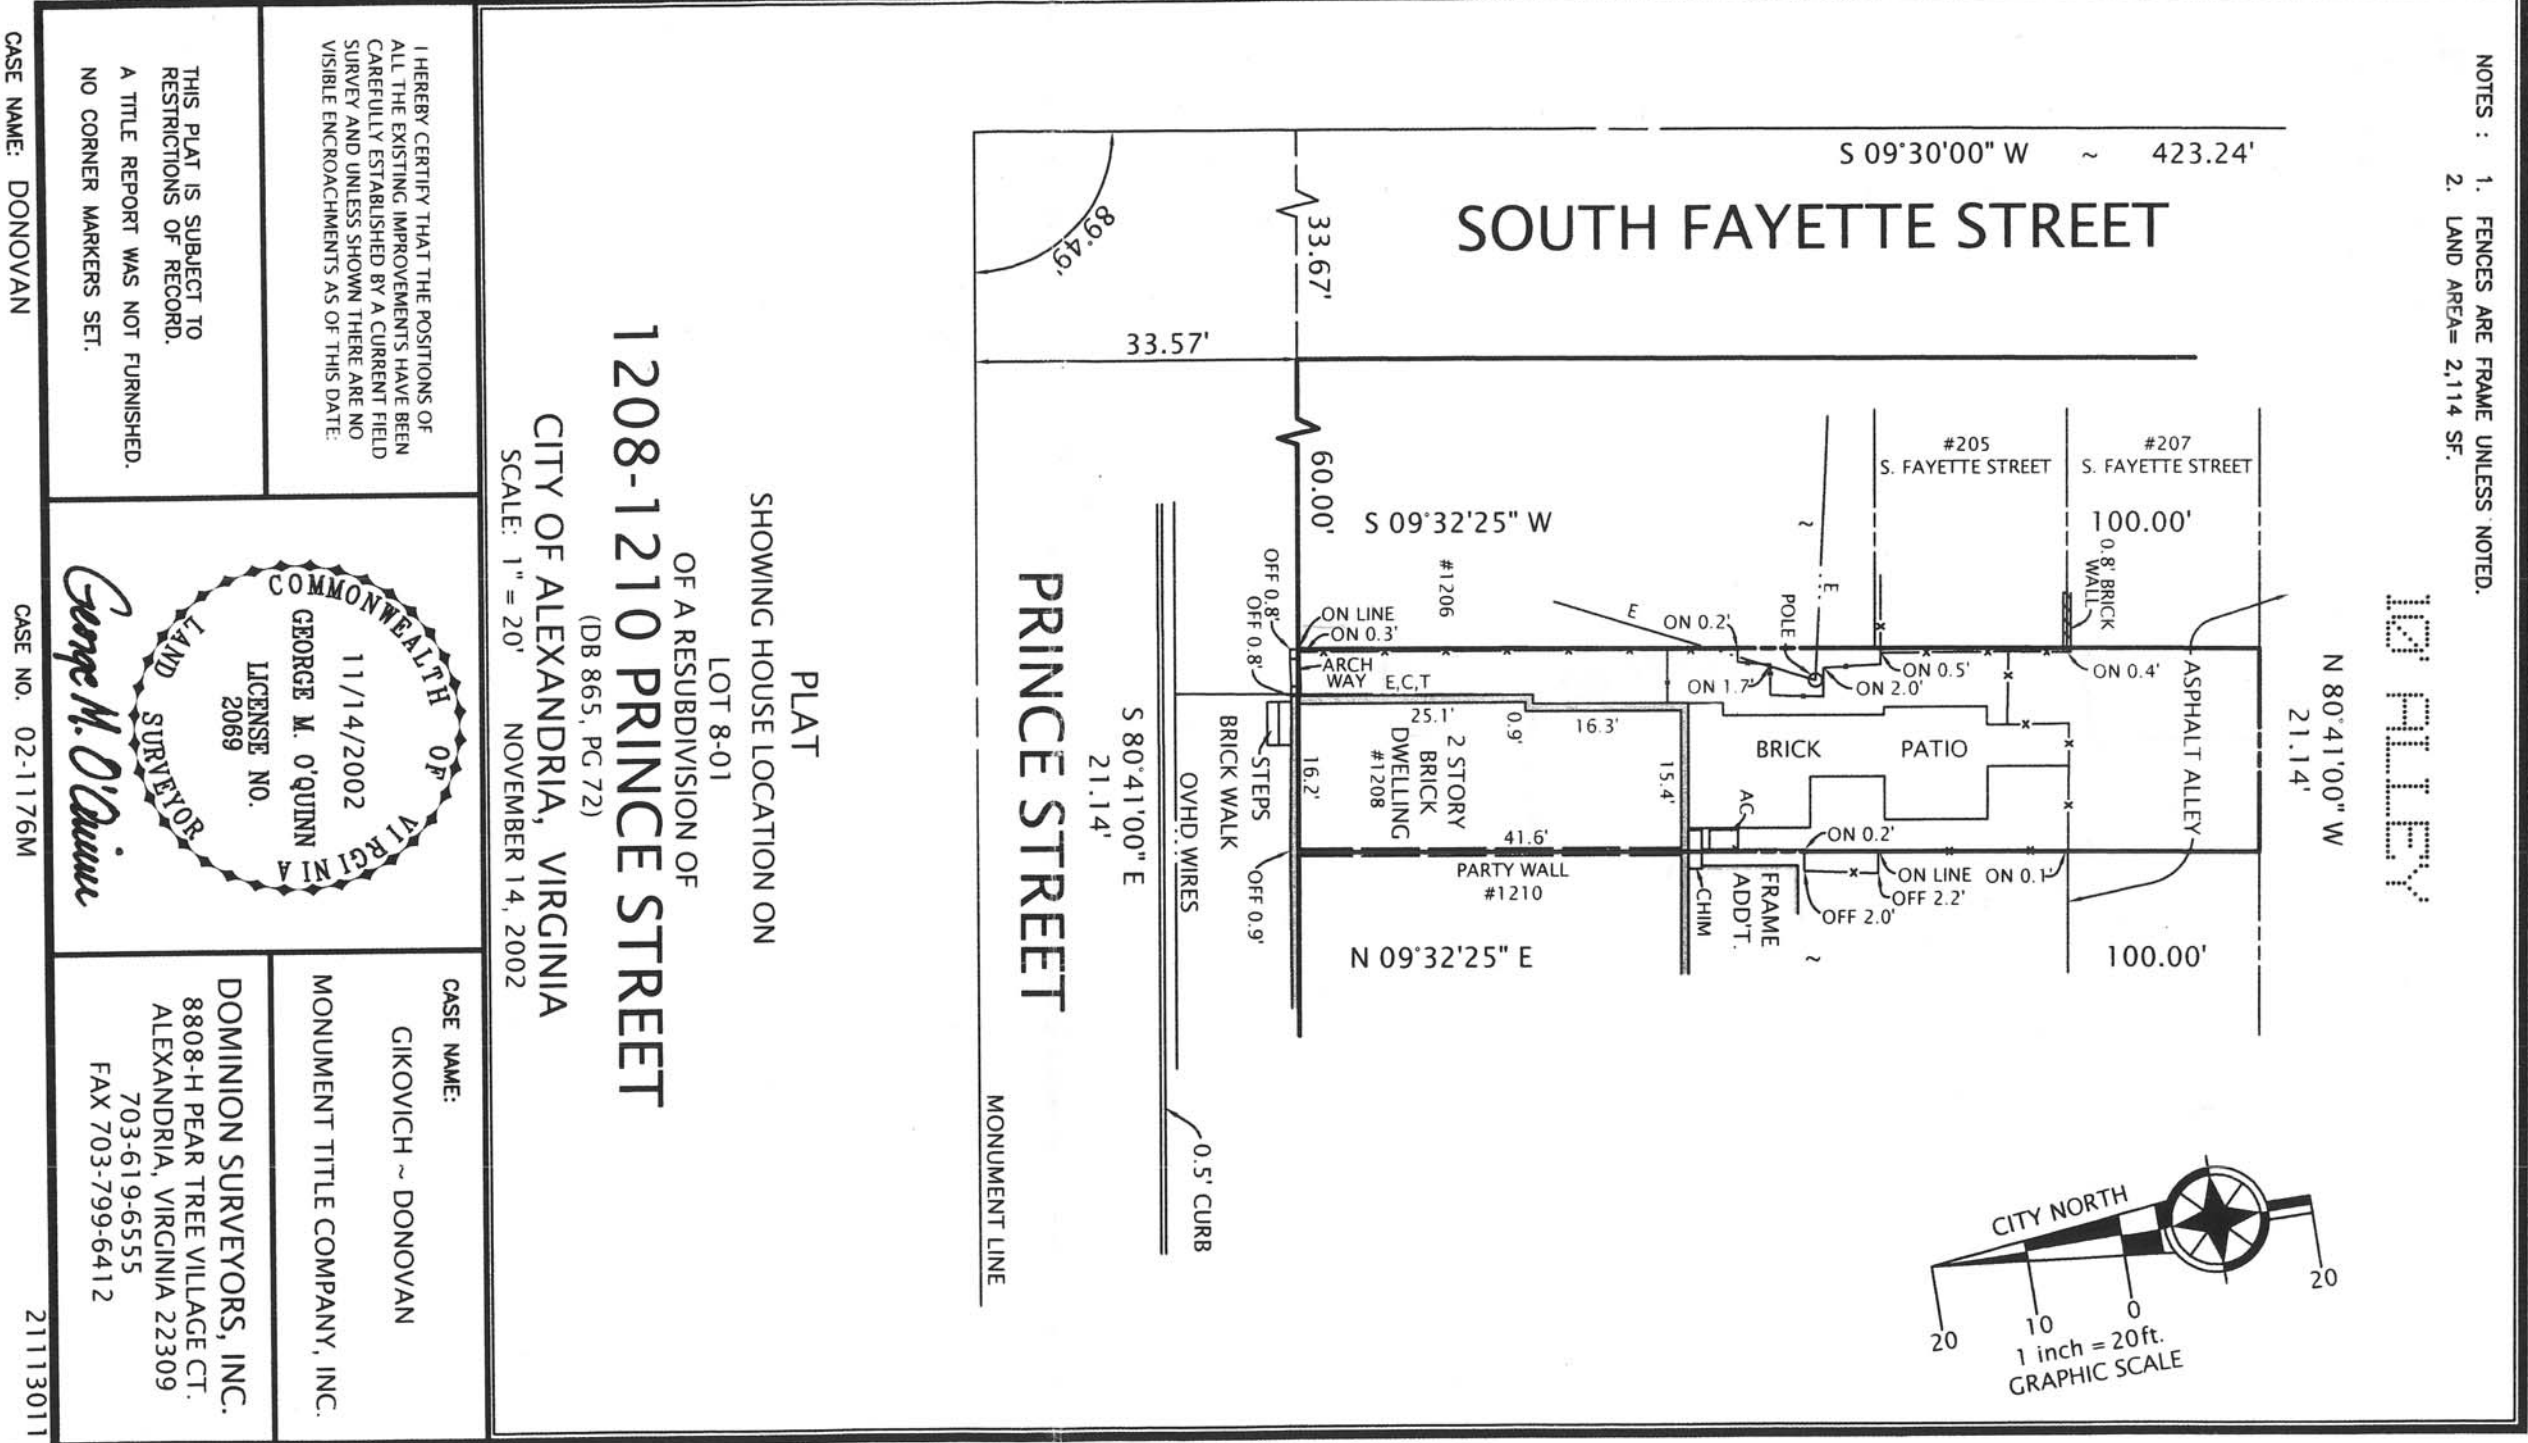 NOTES : 1. FENCES ARE FRAME UNLESS NOTED.
2. LAND AREA= 2,114 SF.
10' ALLEY
N 80°41'00" W
21.14'
S 09°30'00" W ~ 423.24'
SOUTH FAYETTE STREET
#205
S. FAYETTE STREET
#207
S. FAYETTE STREET
S 09°32'25" W
~
100.00'
0.8' BRICK
WALL
ASPHALT ALLEY
#1206
E
E
ON 0.2'
POLE
ON 1.7'
ON 2.0'
ON 0.5'
ON 0.4'
33.67'
60.00'
33.57'
89°49'
OFF 0.8'
OFF 0.8'
ON LINE
ON 0.3'
ARCH
WAY
E,C,T
25.1'
0.9'
16.3'
15.4'
16.2'
2 STORY
BRICK
DWELLING
#1208
41.6'
PARTY WALL
#1210
BRICK PATIO
AC
ON 0.2'
ON LINE
ON 0.1'
OFF 2.2'
OFF 2.0'
FRAME
ADD'T.
CHIM
N 09°32'25" E
~
100.00'
STEPS
BRICK WALK
OFF 0.9'
OVHD WIRES
S 80°41'00" E
21.14'
0.5' CURB
PRINCE STREET
MONUMENT LINE
CITY NORTH
20
10
0
20
1 inch = 20ft.
GRAPHIC SCALE
PLAT
SHOWING HOUSE LOCATION ON
LOT 8-01
OF A RESUBDIVISION OF
1208-1210 PRINCE STREET
(DB 865, PG 72)
CITY OF ALEXANDRIA, VIRGINIA
SCALE: 1" = 20' NOVEMBER 14, 2002
I HEREBY CERTIFY THAT THE POSITIONS OF
ALL THE EXISTING IMPROVEMENTS HAVE BEEN
CAREFULLY ESTABLISHED BY A CURRENT FIELD
SURVEY AND UNLESS SHOWN THERE ARE NO
VISIBLE ENCROACHMENTS AS OF THIS DATE:
THIS PLAT IS SUBJECT TO
RESTRICTIONS OF RECORD.
A TITLE REPORT WAS NOT FURNISHED.
NO CORNER MARKERS SET.
COMMONWEALTH OF VIRGINIA
11/14/2002
GEORGE M. O'QUINN
LICENSE NO.
2069
LAND SURVEYOR
George M. O'Quinn
CASE NAME:
GIKOVICH ~ DONOVAN
MONUMENT TITLE COMPANY, INC.
DOMINION SURVEYORS, INC.
8808-H PEAR TREE VILLAGE CT.
ALEXANDRIA, VIRGINIA 22309
703-619-6555
FAX 703-799-6412
CASE NAME: DONOVAN
CASE NO. 02-1176M
211113011